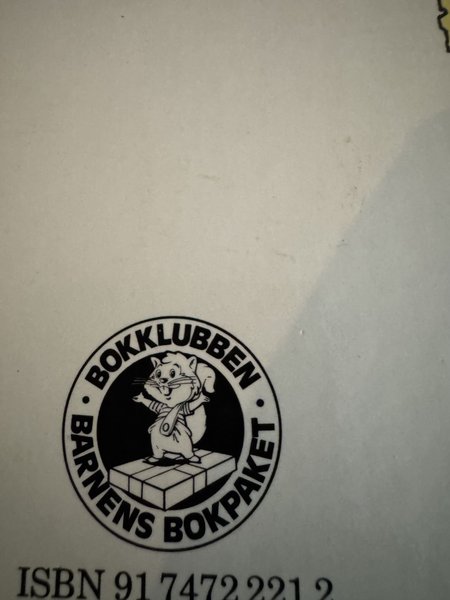 BOKKLUBBEN
BARNENS BOKPAKET
ISBN 91 7472 221 2